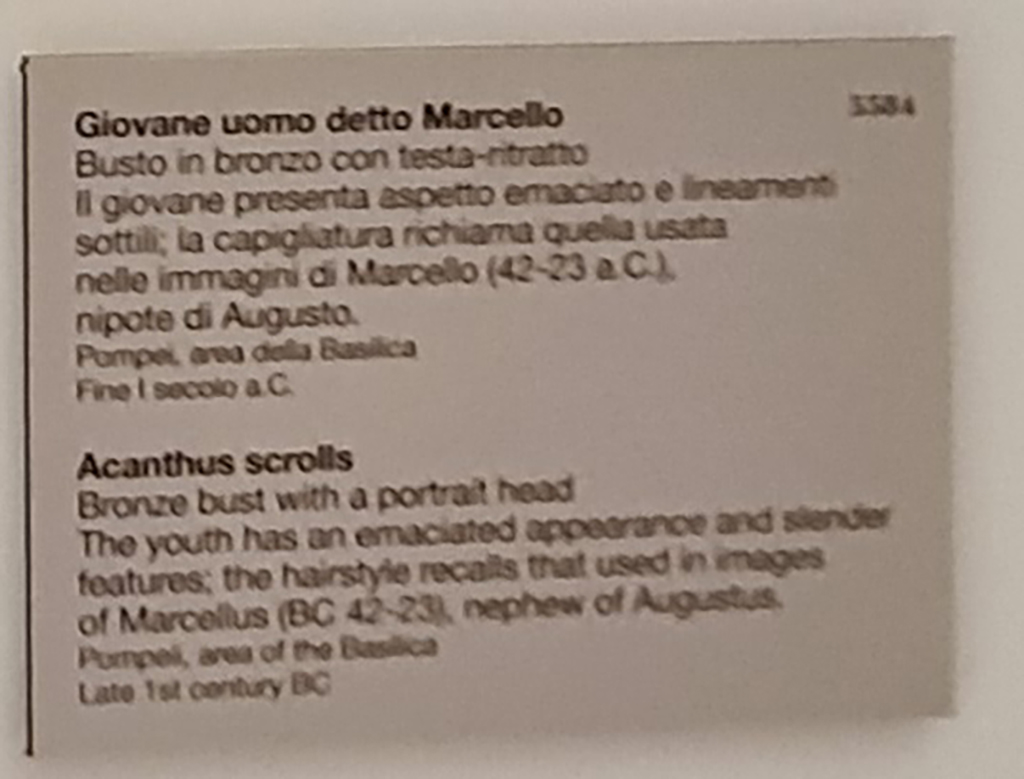 Giovane uomo detto Marcello
Busto in bronzo con testa-ritratto
Il giovane presenta aspetto emaciato e lineamenti
sottili; la capigliatura richiama quella usata
nelle immagini di Marcello (42-23 a.C.),
nipote di Augusto.
Pompei, area della Basilica
Fine I secolo a.C.
Acanthus scrolls
Bronze bust with a portrait head
The youth has an emaciated appearance and slender
features; the hairstyle recalls that used in images
of Marcellus (BC 42-23), nephew of Augustus.
Pompeii, area of the Basilica
Late 1st century BC